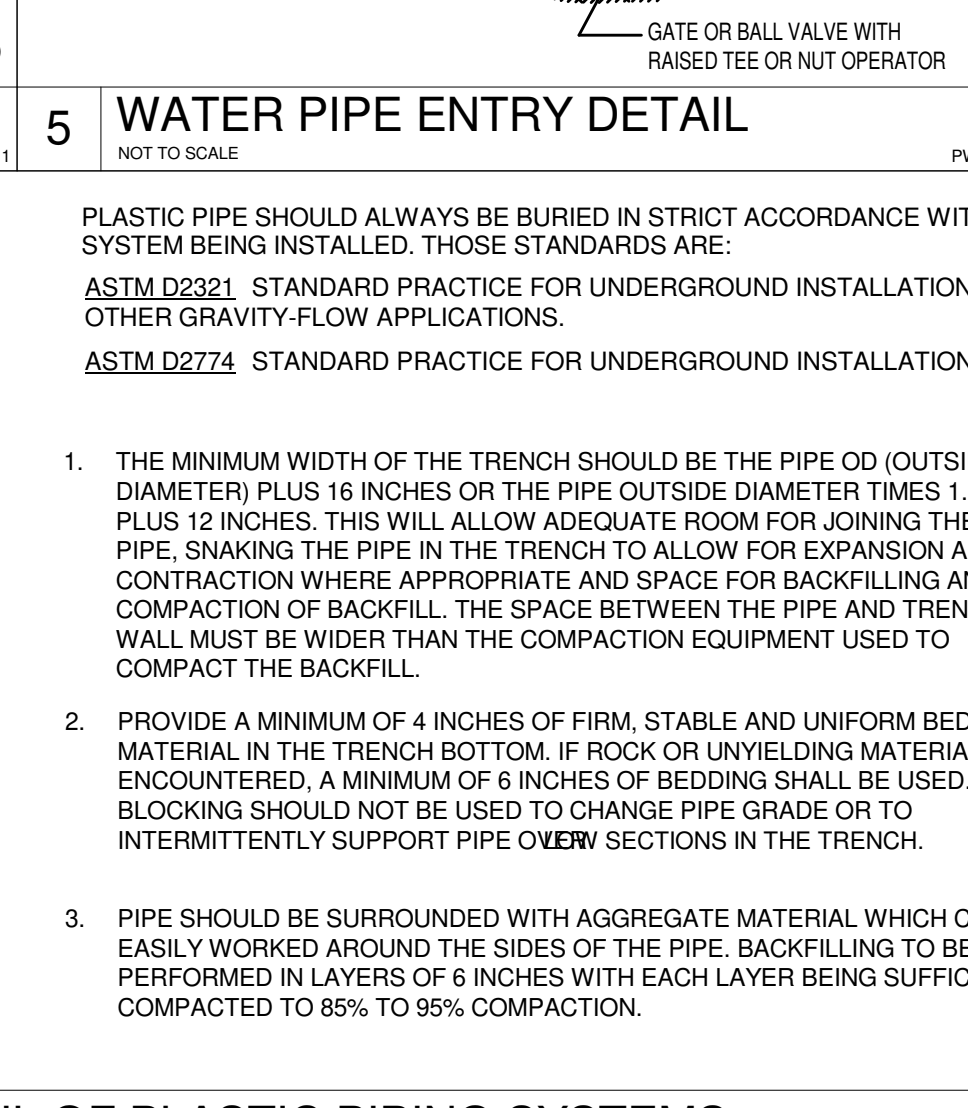 GATE OR BALL VALVE WITH
RAISED TEE OR NUT OPERATOR
1
5
WATER PIPE ENTRY DETAIL
NOT TO SCALE
PLASTIC PIPE SHOULD ALWAYS BE BURIED IN STRICT ACCORDANCE WIT
SYSTEM BEING INSTALLED. THOSE STANDARDS ARE:
ASTM D2321 STANDARD PRACTICE FOR UNDERGROUND INSTALLATION
OTHER GRAVITY-FLOW APPLICATIONS.
ASTM D2774 STANDARD PRACTICE FOR UNDERGROUND INSTALLATION
1. THE MINIMUM WIDTH OF THE TRENCH SHOULD BE THE PIPE OD (OUTSI
DIAMETER) PLUS 16 INCHES OR THE PIPE OUTSIDE DIAMETER TIMES 1.
PLUS 12 INCHES. THIS WILL ALLOW ADEQUATE ROOM FOR JOINING THE
PIPE, SNAKING THE PIPE IN THE TRENCH TO ALLOW FOR EXPANSION A
CONTRACTION WHERE APPROPRIATE AND SPACE FOR BACKFILLING AN
COMPACTION OF BACKFILL. THE SPACE BETWEEN THE PIPE AND TREN
WALL MUST BE WIDER THAN THE COMPACTION EQUIPMENT USED TO
COMPACT THE BACKFILL.
2. PROVIDE A MINIMUM OF 4 INCHES OF FIRM, STABLE AND UNIFORM BED
MATERIAL IN THE TRENCH BOTTOM. IF ROCK OR UNYIELDING MATERIA
ENCOUNTERED, A MINIMUM OF 6 INCHES OF BEDDING SHALL BE USED.
BLOCKING SHOULD NOT BE USED TO CHANGE PIPE GRADE OR TO
INTERMITTENTLY SUPPORT PIPE OVER LOW SECTIONS IN THE TRENCH.
3. PIPE SHOULD BE SURROUNDED WITH AGGREGATE MATERIAL WHICH C
EASILY WORKED AROUND THE SIDES OF THE PIPE. BACKFILLING TO BE
PERFORMED IN LAYERS OF 6 INCHES WITH EACH LAYER BEING SUFFIC
COMPACTED TO 85% TO 95% COMPACTION.
OF PLASTIC PIPING SYSTEMS